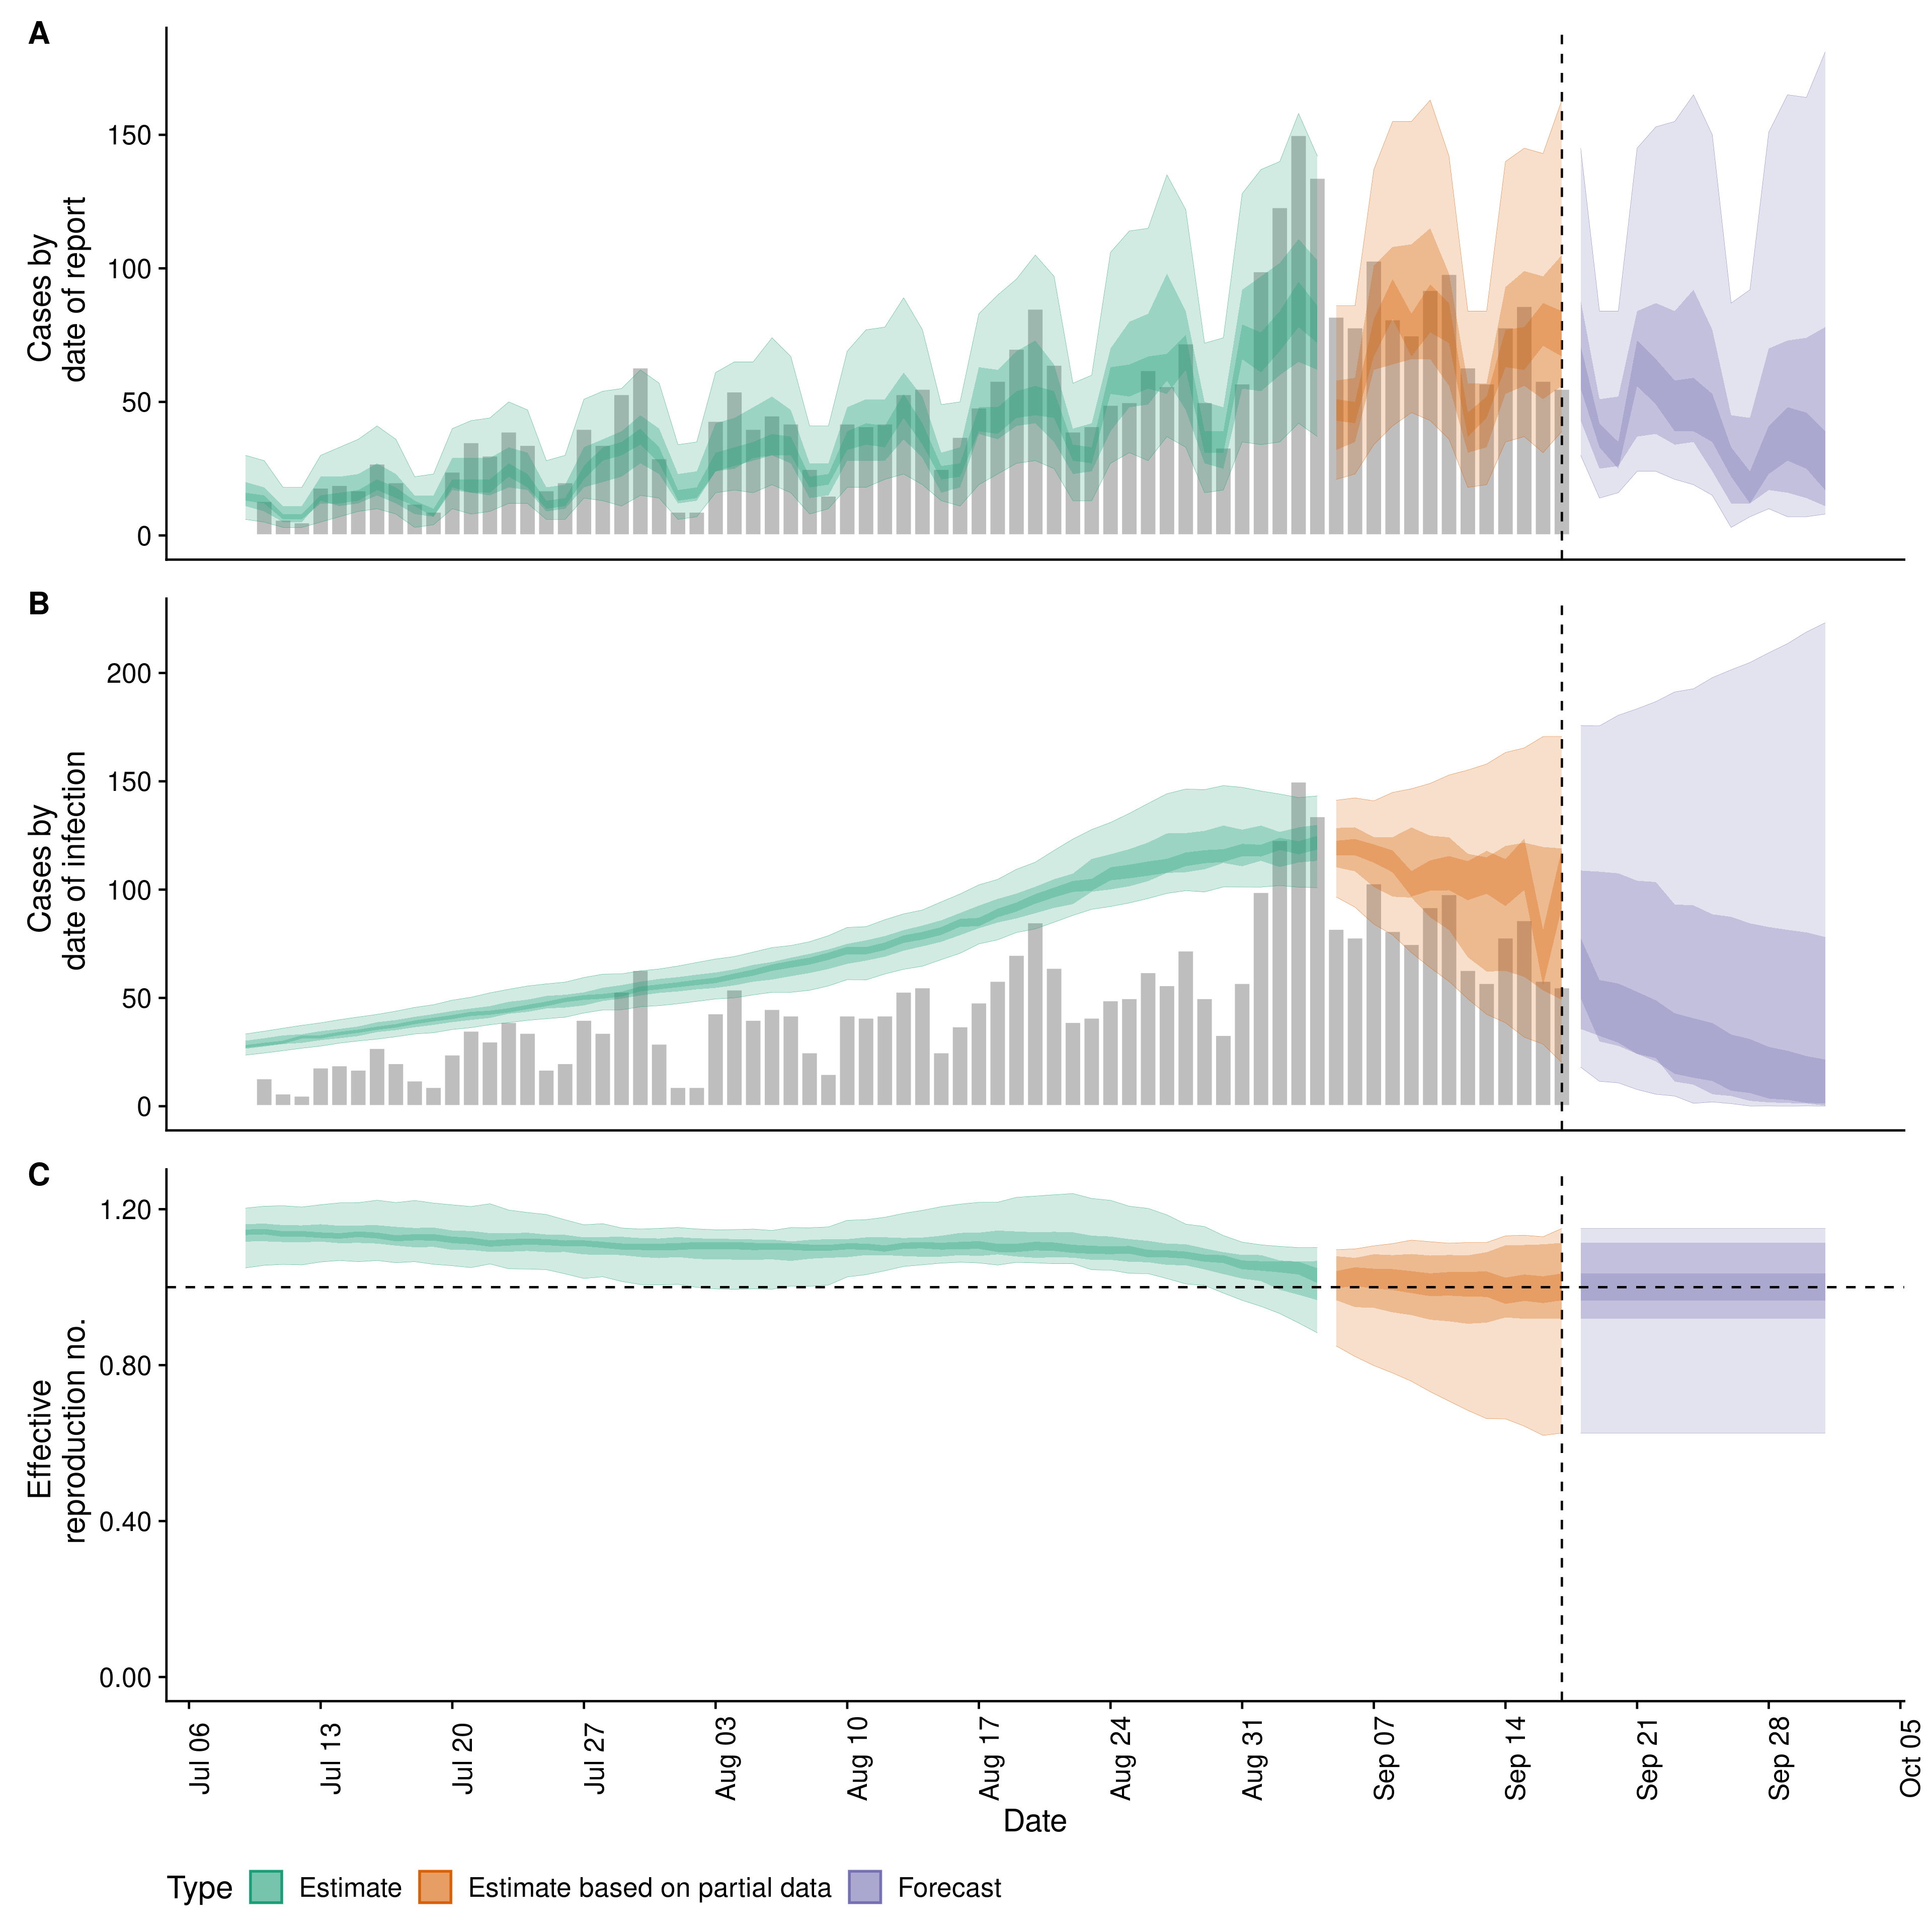 A
Cases by
date of report
150
100
50
0
B
Cases by
date of infection
200
150
100
50
0
C
Effective
reproduction no.
1.20
0.80
0.40
0.00
Jul 06
Jul 13
Jul 20
Jul 27
Aug 03
Aug 10
Aug 17
Aug 24
Aug 31
Sep 07
Sep 14
Sep 21
Sep 28
Oct 05
Date
Type Estimate Estimate based on partial data Forecast